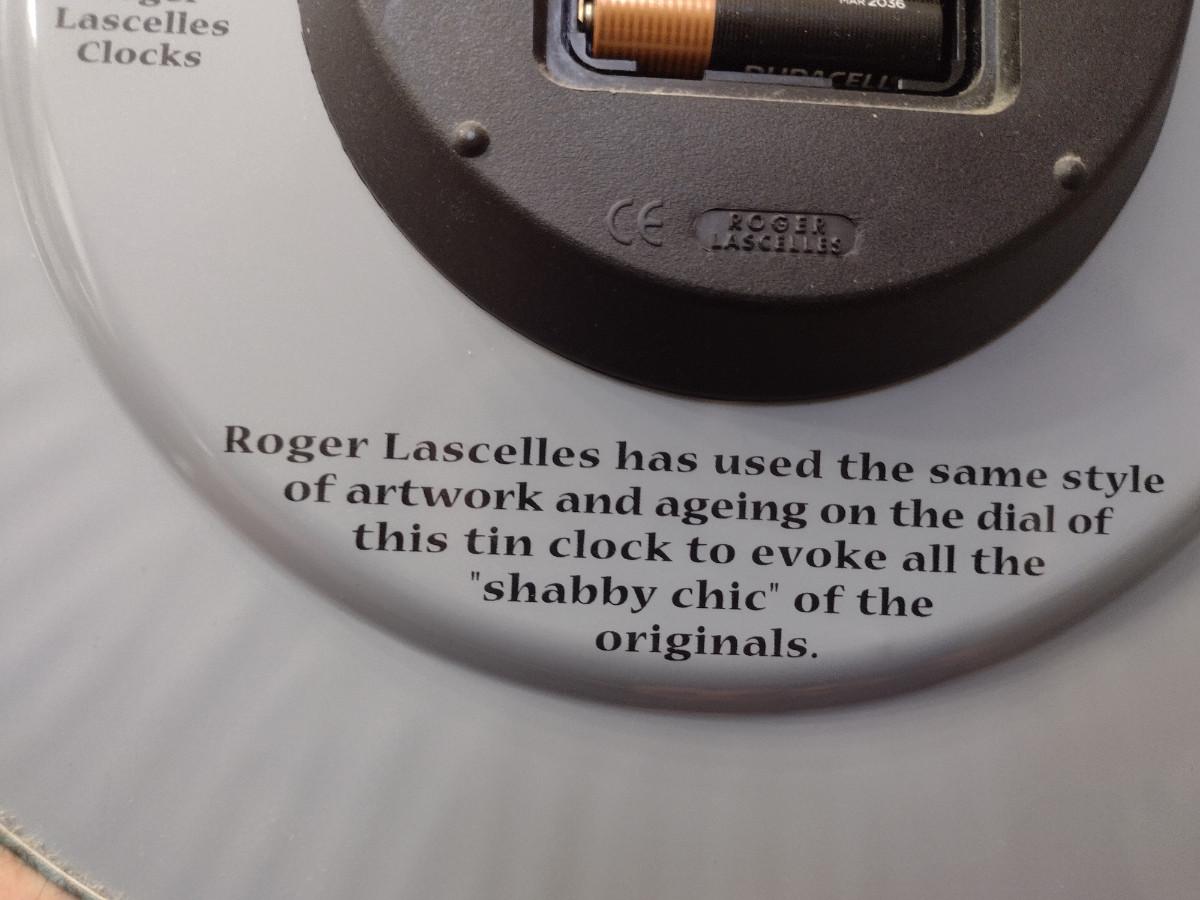 MAR 2036
DURACELL
Lascelles
Clocks
CE
ROGER
LASCELLES
Roger Lascelles has used the same style
of artwork and ageing on the dial of
this tin clock to evoke all the
"shabby chic" of the
originals.